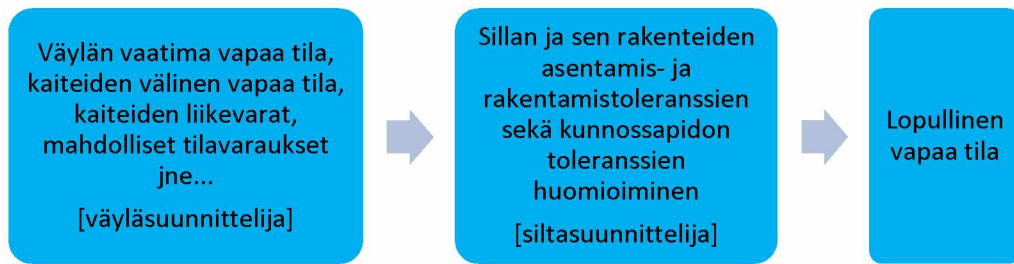 Väylän vaatima vapaa tila,
kaiteiden välinen vapaa tila,
kaiteiden liikevarat,
mahdolliset tilavaraukset
jne...
[väyläsuunnittelija]
Sillan ja sen rakenteiden
asentamis- ja
rakentamistoleranssien
sekä kunnossapidon
toleranssien
huomioiminen
[siltasuunnittelija]
Lopullinen
vapaa tila